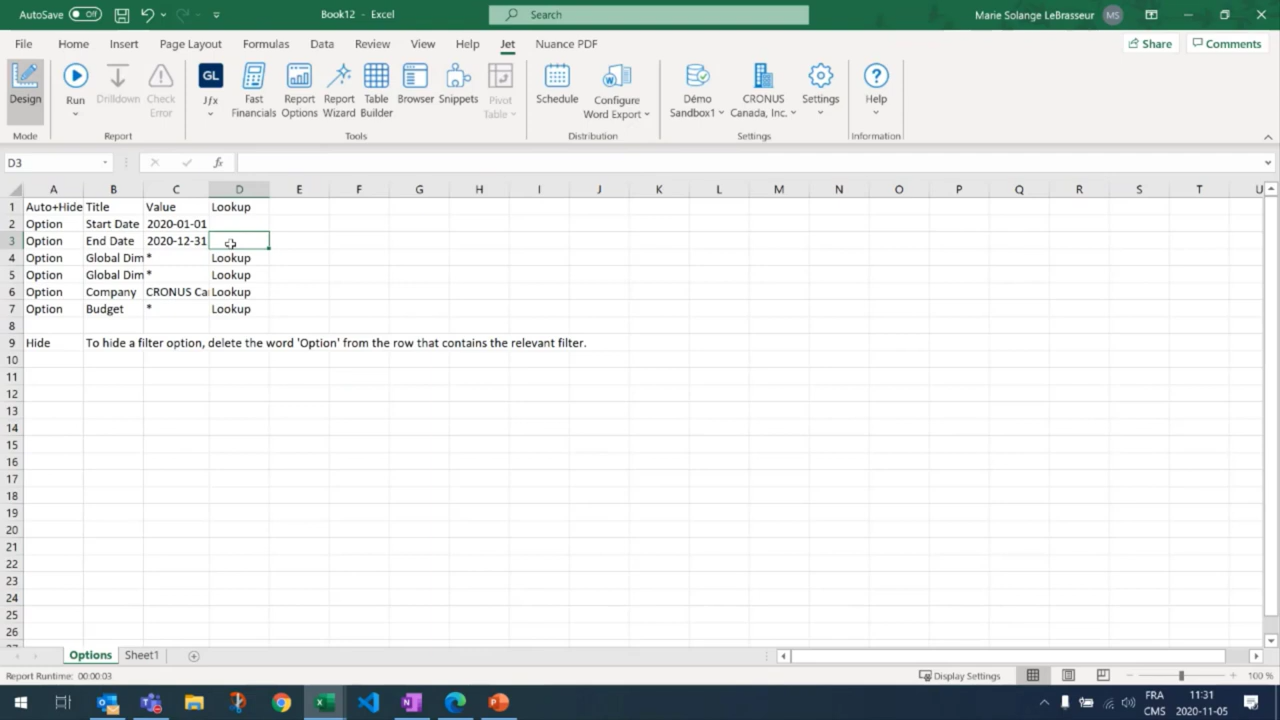 AutoSave Off Book12 - Excel Search Marie Solange LeBrasseur MS
File Home Insert Page Layout Formulas Data Review View Help Jet Nuance PDF Share Comments
Design Run Drilldown Check Error GL Jfx Fast Financials Report Options Report Wizard Table Builder Browser Snippets Pivot Table Schedule Configure Word Export Démo Sandbox1 CRONUS Canada, Inc. Settings Help
Mode Report Tools Distribution Settings Information
D3 fx
A B C D E F G H I J K L M N O P Q R S T U
1 Auto+Hide Title Value Lookup
2 Option Start Date 2020-01-01
3 Option End Date 2020-12-31
4 Option Global Dim * Lookup
5 Option Global Dim * Lookup
6 Option Company CRONUS Ca Lookup
7 Option Budget * Lookup
8
9 Hide To hide a filter option, delete the word 'Option' from the row that contains the relevant filter.
10
11
12
13
14
15
16
17
18
19
20
21
22
23
24
25
26
27
Options Sheet1
Report Runtime: 00:00:03 Display Settings 100 %
FRA 11:31
CMS 2020-11-05